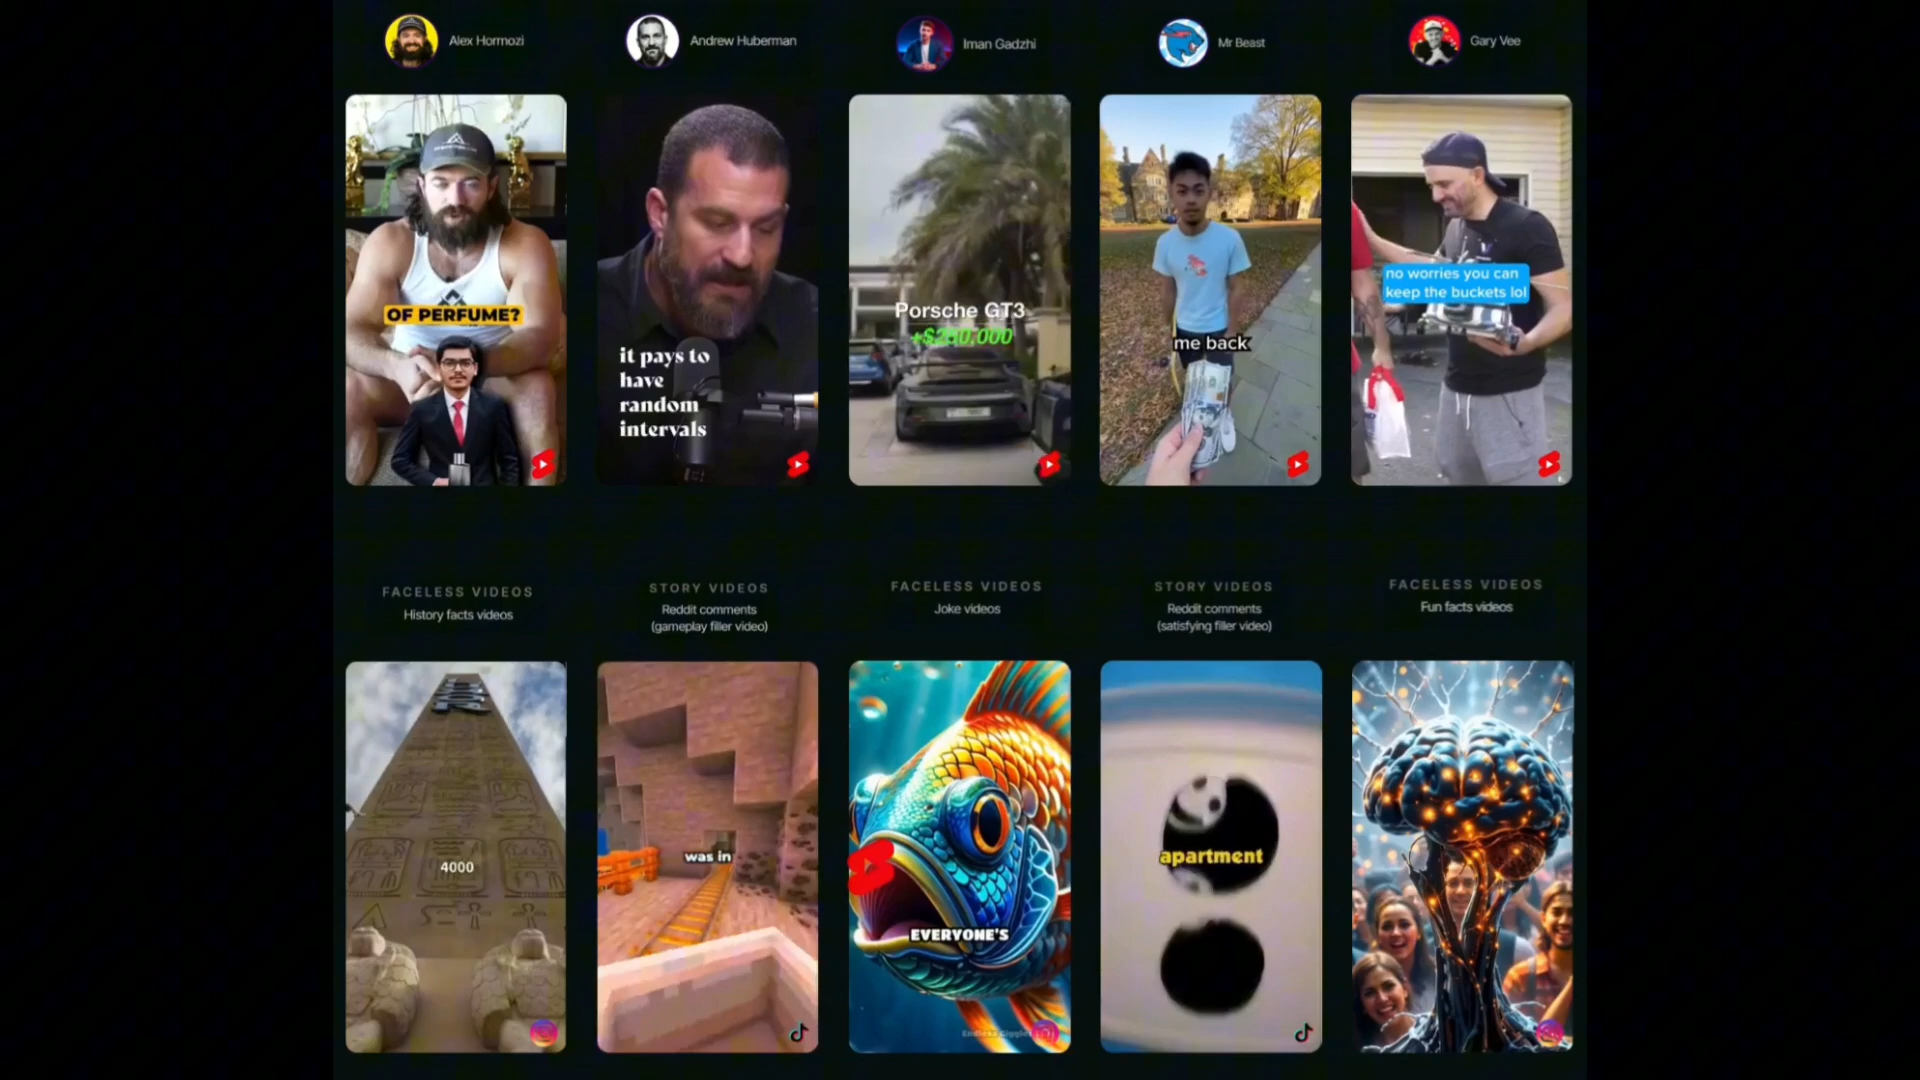 Alex Hormozi
Andrew Huberman
Iman Gadzhi
Mr Beast
Gary Vee
OF PERFUME?
it pays to
have
random
intervals
Porsche GT3
+$250,000
me back
no worries you can
keep the buckets lol
FACELESS VIDEOS
History facts videos
STORY VIDEOS
Reddit comments
(gameplay filler video)
FACELESS VIDEOS
Joke videos
STORY VIDEOS
Reddit comments
(satisfying filler video)
FACELESS VIDEOS
Fun facts videos
4000
was in
EVERYONE'S
apartment